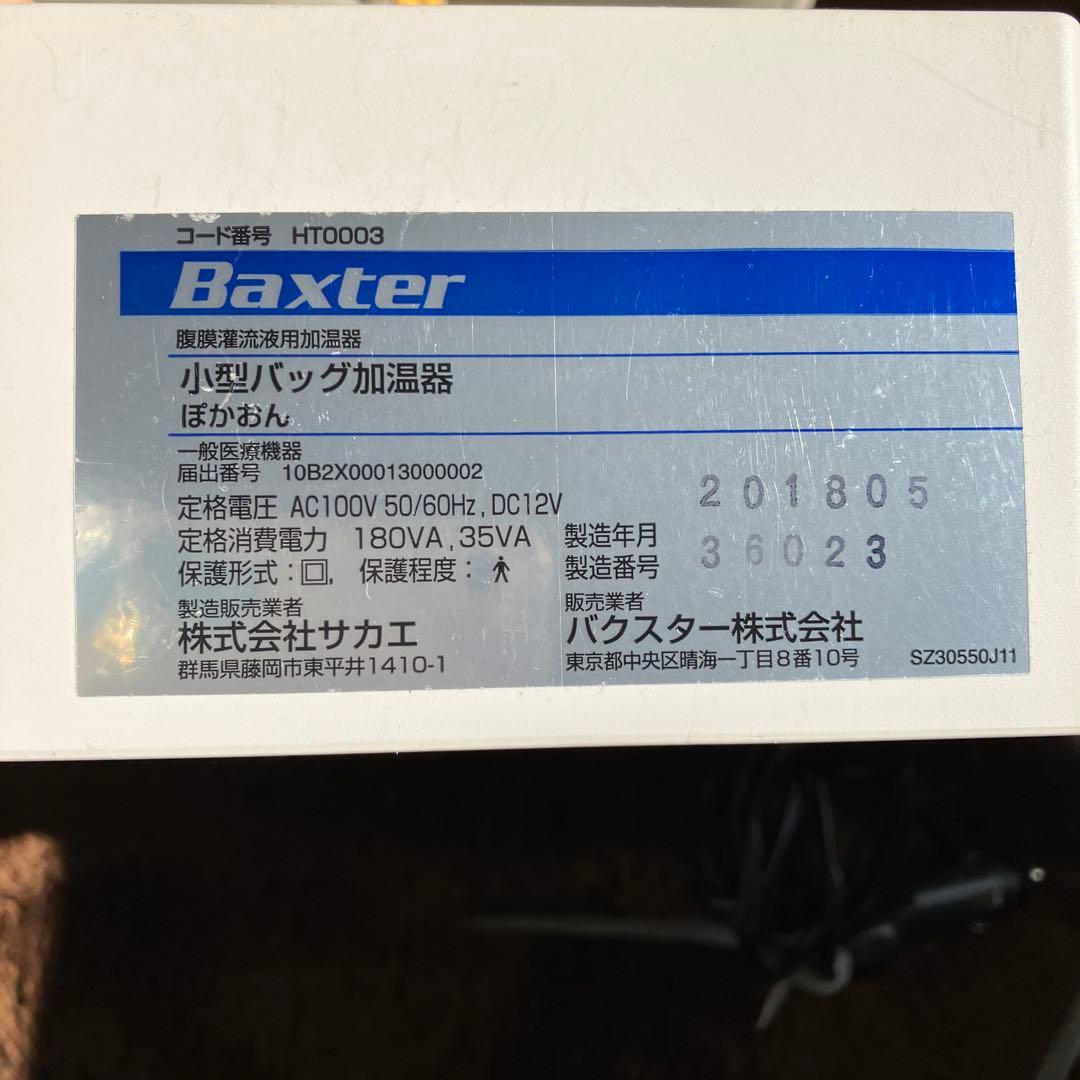 コード番号 HT0003
Baxter
腹膜灌流液用加温器
小型バッグ加温器
ぽかおん
一般医療機器
届出番号 10B2X00013000002
定格電圧 AC100V 50/60Hz, DC12V
定格消費電力 180VA, 35VA
保護形式：回, 保護程度：
製造年月 201805
製造番号 36023
製造販売業者
株式会社サカエ
群馬県藤岡市東平井1410-1
販売業者
バクスター株式会社
東京都中央区晴海一丁目8番10号
SZ30550J11